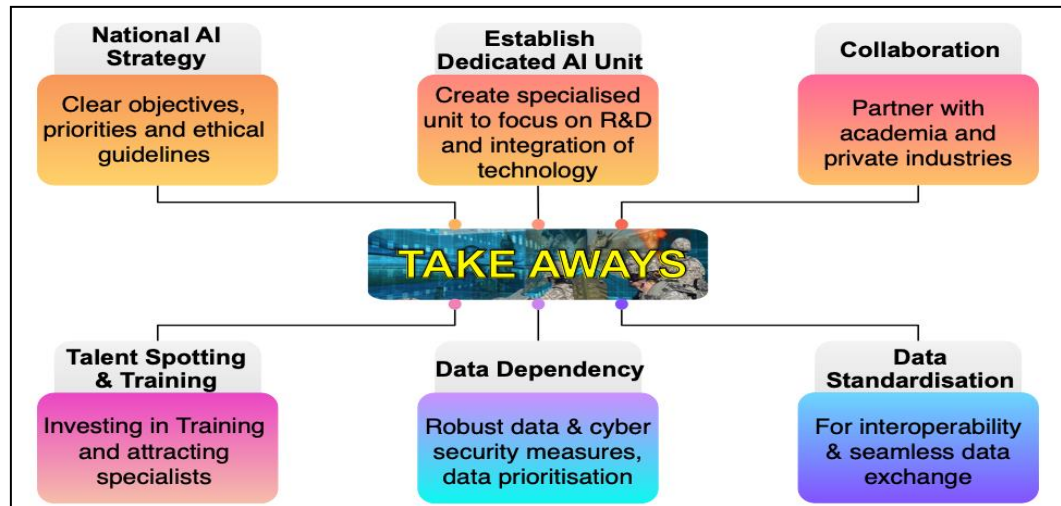 National AI
Strategy
Clear objectives,
priorities and ethical
guidelines
Establish
Dedicated AI Unit
Create specialised
unit to focus on R&D
and integration of
technology
Collaboration
Partner with
academia and
private industries
TAKE AWAYS
Talent Spotting
& Training
Investing in Training
and attracting
specialists
Data Dependency
Robust data & cyber
security measures,
data prioritisation
Data
Standardisation
For interoperability
& seamless data
exchange